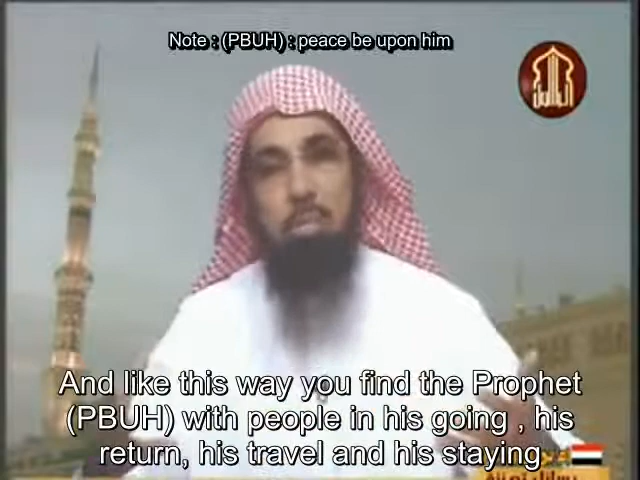 Note : (PBUH) : peace be upon him
And like this way you find the Prophet
(PBUH) with people in his going , his
return, his travel and his staying